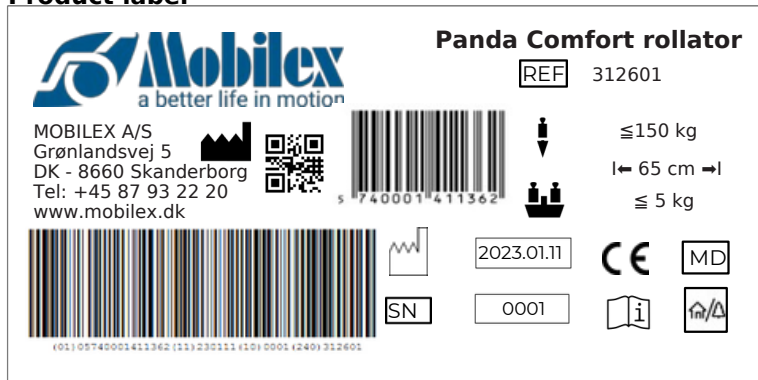 Product label
Mobilex
a better life in motion
Panda Comfort rollator
REF 312601
MOBILEX A/S
Grønlandsvej 5
DK - 8660 Skanderborg
Tel: +45 87 93 22 20
www.mobilex.dk
5 740001 411362
≦150 kg
I⬅ 65 cm ➡I
≦ 5 kg
2023.01.11
CE
MD
SN
0001
i
(01)05740001411362(11)230111(10)0001(240)312601